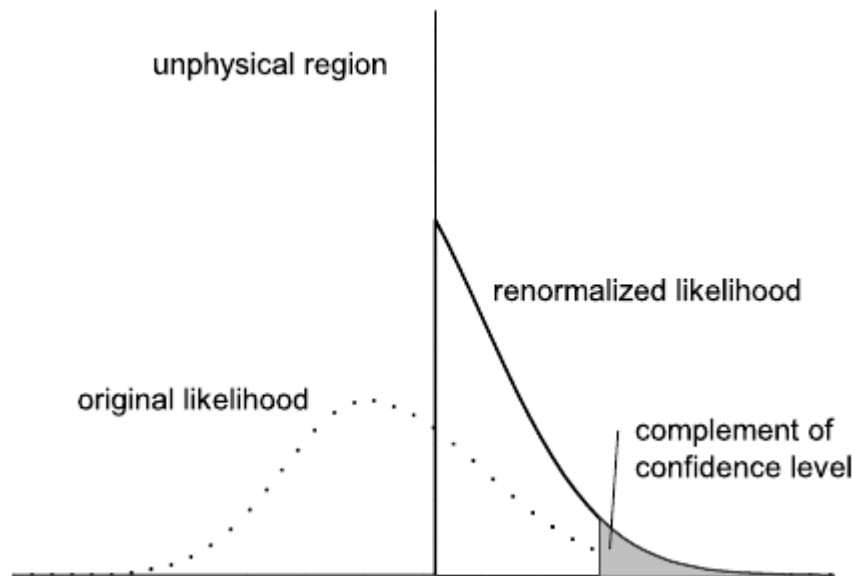 unphysical region
renormalized likelihood
original likelihood
complement of
confidence level